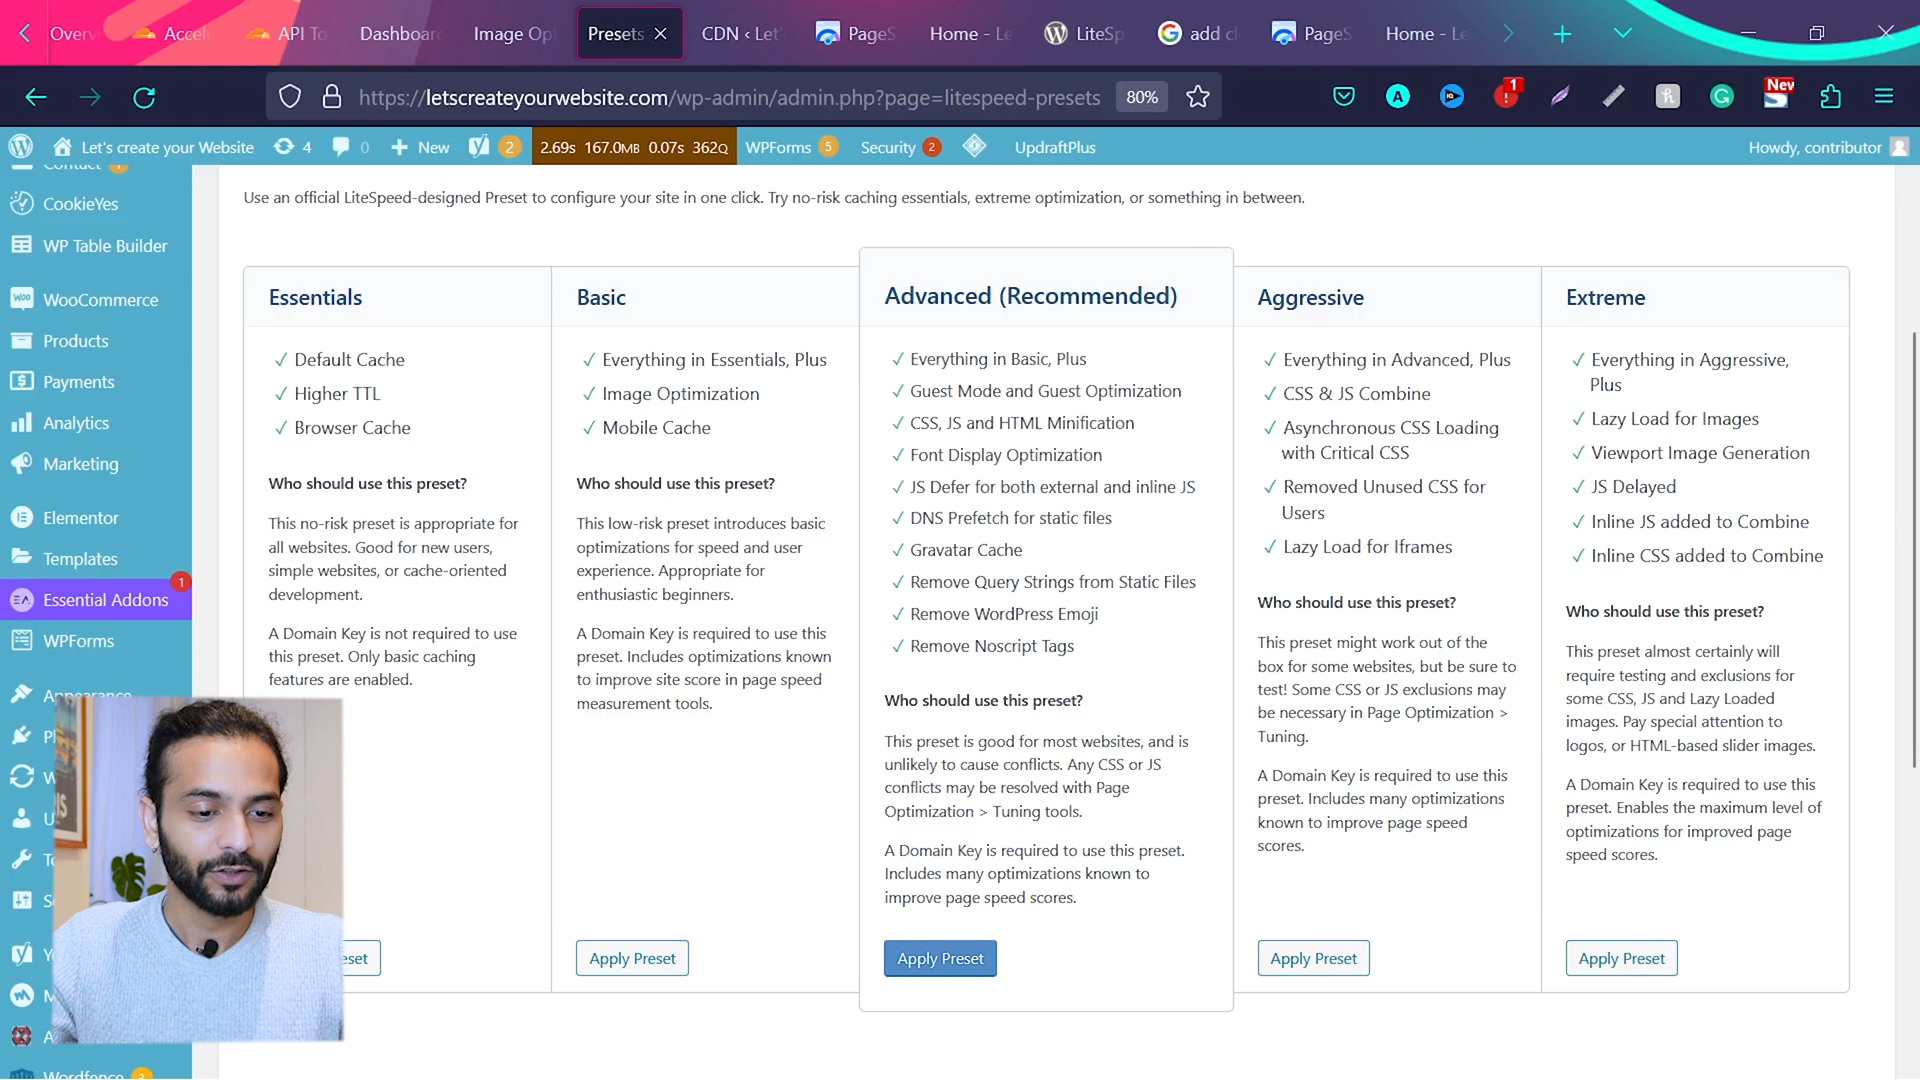 Overv
Accele
API To
Dashboar
Image Opt
Presets
CDN ‹ Let'
PageS
Home – Le
LiteSp
add cl
PageS
Home – Le
https://letscreateyourwebsite.com/wp-admin/admin.php?page=litespeed-presets
80%
1
New
Let's create your Website
4
0
New
2
2.69s 167.0MB 0.07s 362Q
WPForms 5
Security 2
UpdraftPlus
Howdy, contributor
Contact
CookieYes
WP Table Builder
WooCommerce
Products
Payments
Analytics
Marketing
Elementor
Templates
Essential Addons 1
WPForms
Appearance
Wordfence
Use an official LiteSpeed-designed Preset to configure your site in one click. Try no-risk caching essentials, extreme optimization, or something in between.
Essentials
✓ Default Cache
✓ Higher TTL
✓ Browser Cache
Who should use this preset?
This no-risk preset is appropriate for
all websites. Good for new users,
simple websites, or cache-oriented
development.
A Domain Key is not required to use
this preset. Only basic caching
features are enabled.
eset
Basic
✓ Everything in Essentials, Plus
✓ Image Optimization
✓ Mobile Cache
Who should use this preset?
This low-risk preset introduces basic
optimizations for speed and user
experience. Appropriate for
enthusiastic beginners.
A Domain Key is required to use this
preset. Includes optimizations known
to improve site score in page speed
measurement tools.
Apply Preset
Advanced (Recommended)
✓ Everything in Basic, Plus
✓ Guest Mode and Guest Optimization
✓ CSS, JS and HTML Minification
✓ Font Display Optimization
✓ JS Defer for both external and inline JS
✓ DNS Prefetch for static files
✓ Gravatar Cache
✓ Remove Query Strings from Static Files
✓ Remove WordPress Emoji
✓ Remove Noscript Tags
Who should use this preset?
This preset is good for most websites, and is
unlikely to cause conflicts. Any CSS or JS
conflicts may be resolved with Page
Optimization > Tuning tools.
A Domain Key is required to use this preset.
Includes many optimizations known to
improve page speed scores.
Apply Preset
Aggressive
✓ Everything in Advanced, Plus
✓ CSS & JS Combine
✓ Asynchronous CSS Loading
with Critical CSS
✓ Removed Unused CSS for
Users
✓ Lazy Load for Iframes
Who should use this preset?
This preset might work out of the
box for some websites, but be sure to
test! Some CSS or JS exclusions may
be necessary in Page Optimization >
Tuning.
A Domain Key is required to use this
preset. Includes many optimizations
known to improve page speed
scores.
Apply Preset
Extreme
✓ Everything in Aggressive,
Plus
✓ Lazy Load for Images
✓ Viewport Image Generation
✓ JS Delayed
✓ Inline JS added to Combine
✓ Inline CSS added to Combine
Who should use this preset?
This preset almost certainly will
require testing and exclusions for
some CSS, JS and Lazy Loaded
images. Pay special attention to
logos, or HTML-based slider images.
A Domain Key is required to use this
preset. Enables the maximum level of
optimizations for improved page
speed scores.
Apply Preset